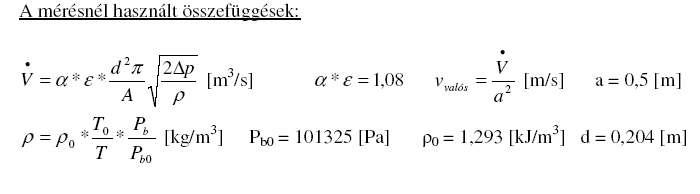 A mérésnél használt összefüggések:
V̇ = α * ε * d²π/A √(2Δp/ρ) [m³/s] α * ε = 1,08 v_valós = V̇/a² [m/s] a = 0,5 [m]
ρ = ρ₀ * T₀/T * P_b/P_b0 [kg/m³] P_b0 = 101325 [Pa] ρ₀ = 1,293 [kJ/m³] d = 0,204 [m]